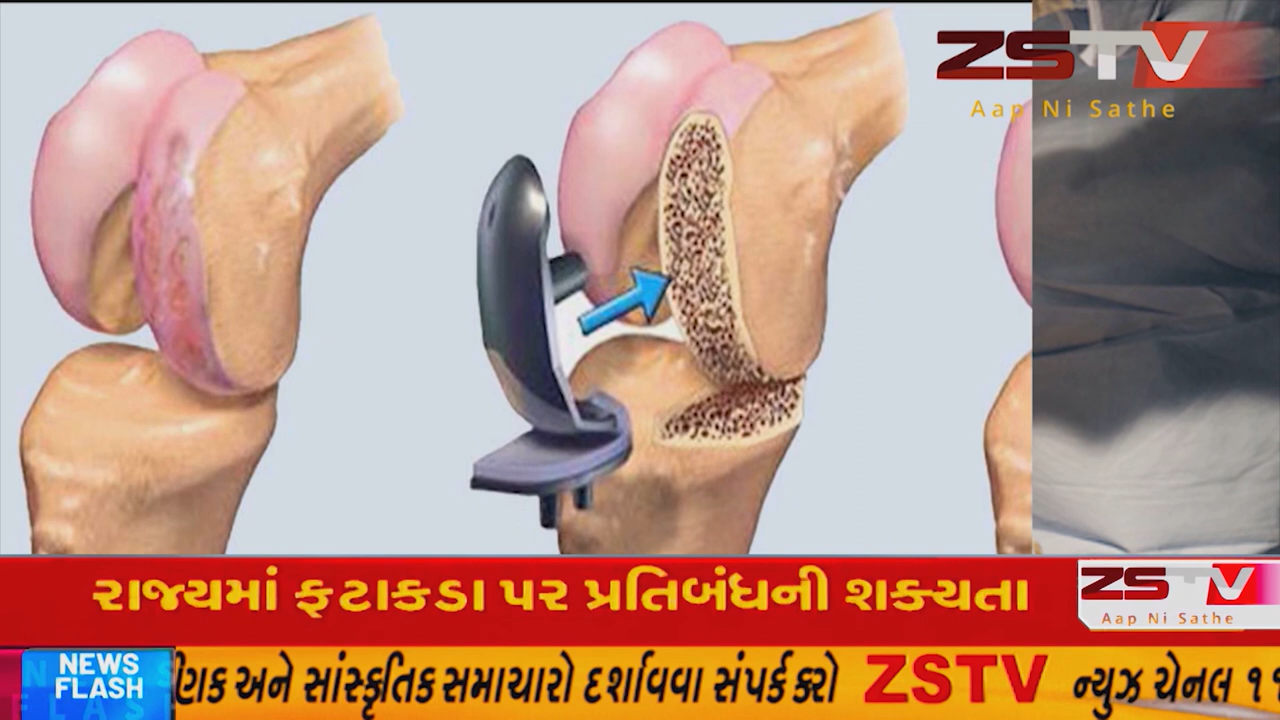 ZSTV
Aap Ni Sathe
રાજ્યમાં ફટાકડા પર પ્રતિબંધની શક્યતા
ZSTV
Aap Ni Sathe
NEWS
FLASH
અને સાંસ્કૃતિક સમાચારો દર્શાવવા સંપર્ક કરો ZSTV ન્યુઝ ચેનલ